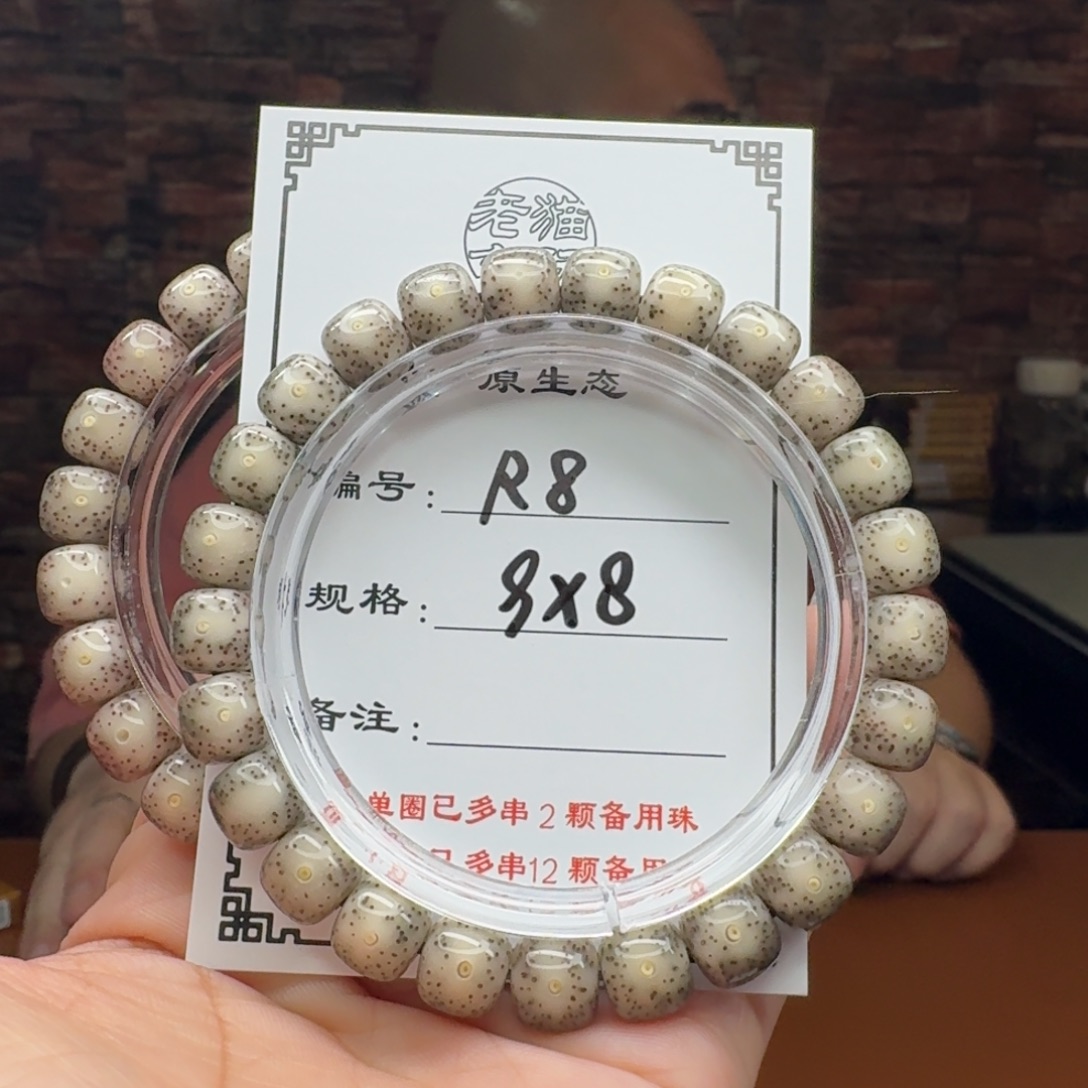 老猫
原生态
编号: R8
规格: 9x8
备注:
单圈已多串2颗备用珠
已多串12颗备用